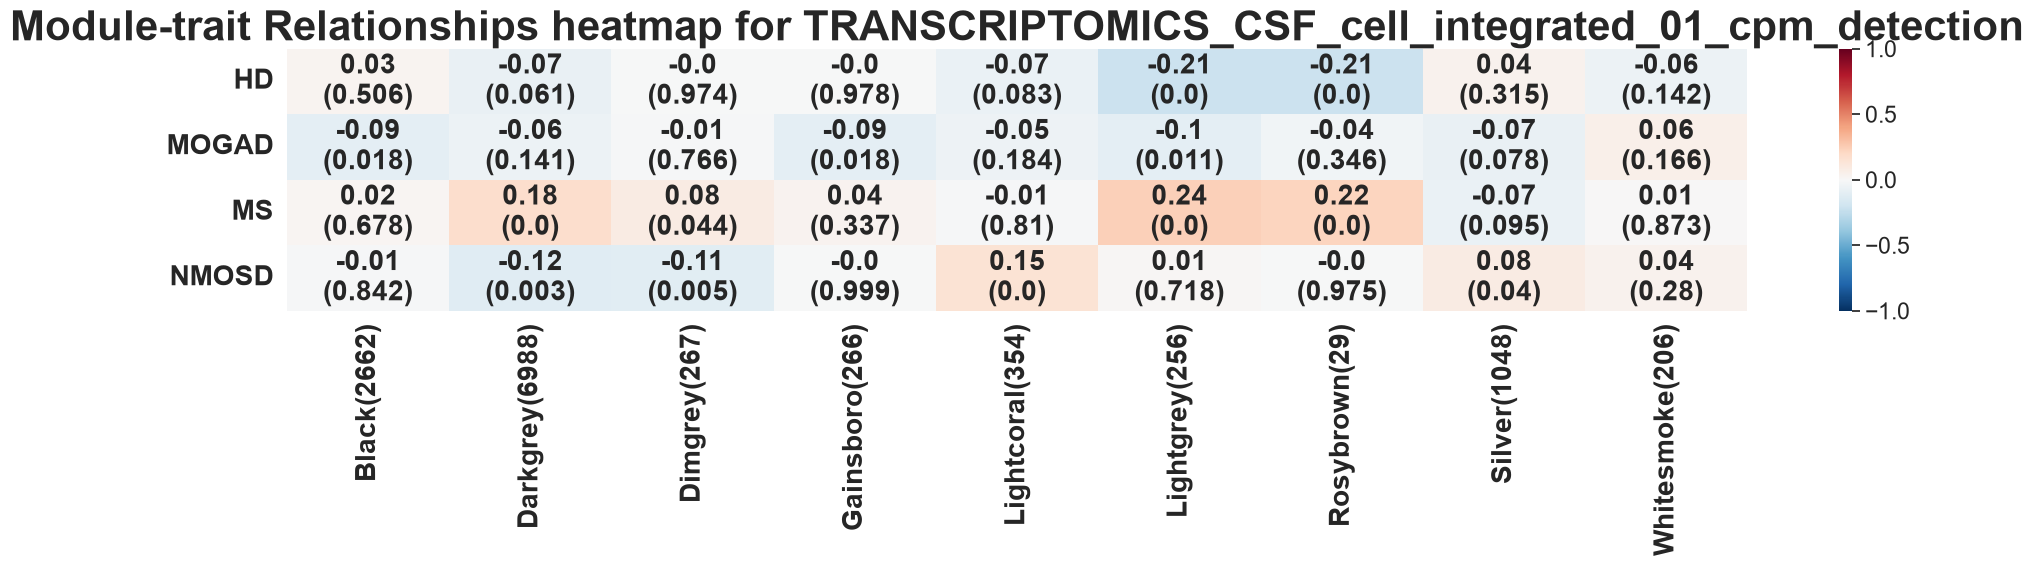 Module-trait Relationships heatmap for TRANSCRIPTOMICS_CSF_cell_integrated_01_cpm_detection
HD 0.03 -0.07 -0.0 -0.0 -0.07 -0.21 -0.21 0.04 -0.06
(0.506) (0.061) (0.974) (0.978) (0.083) (0.0) (0.0) (0.315) (0.142)
MOGAD -0.09 -0.06 -0.01 -0.09 -0.05 -0.1 -0.04 -0.07 0.06
(0.018) (0.141) (0.766) (0.018) (0.184) (0.011) (0.346) (0.078) (0.166)
MS 0.02 0.18 0.08 0.04 -0.01 0.24 0.22 -0.07 0.01
(0.678) (0.0) (0.044) (0.337) (0.81) (0.0) (0.0) (0.095) (0.873)
NMOSD -0.01 -0.12 -0.11 -0.0 0.15 0.01 -0.0 0.08 0.04
(0.842) (0.003) (0.005) (0.999) (0.0) (0.718) (0.975) (0.04) (0.28)
Black(2662)
Darkgrey(6988)
Dimgrey(267)
Gainsboro(266)
Lightcoral(354)
Lightgrey(256)
Rosybrown(29)
Silver(1048)
Whitesmoke(206)
1.0
0.5
0.0
−0.5
−1.0